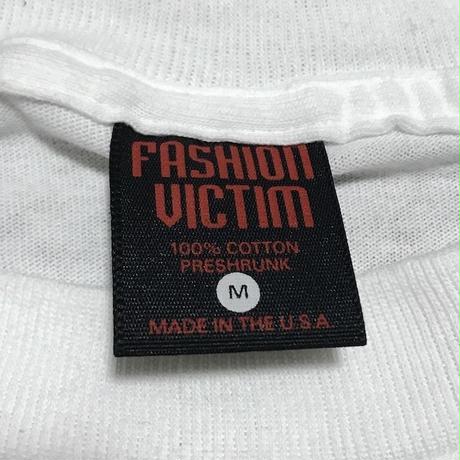 FASHION
VICTIM
100% COTTON
PRESHRUNK
M
MADE IN THE U.S.A.